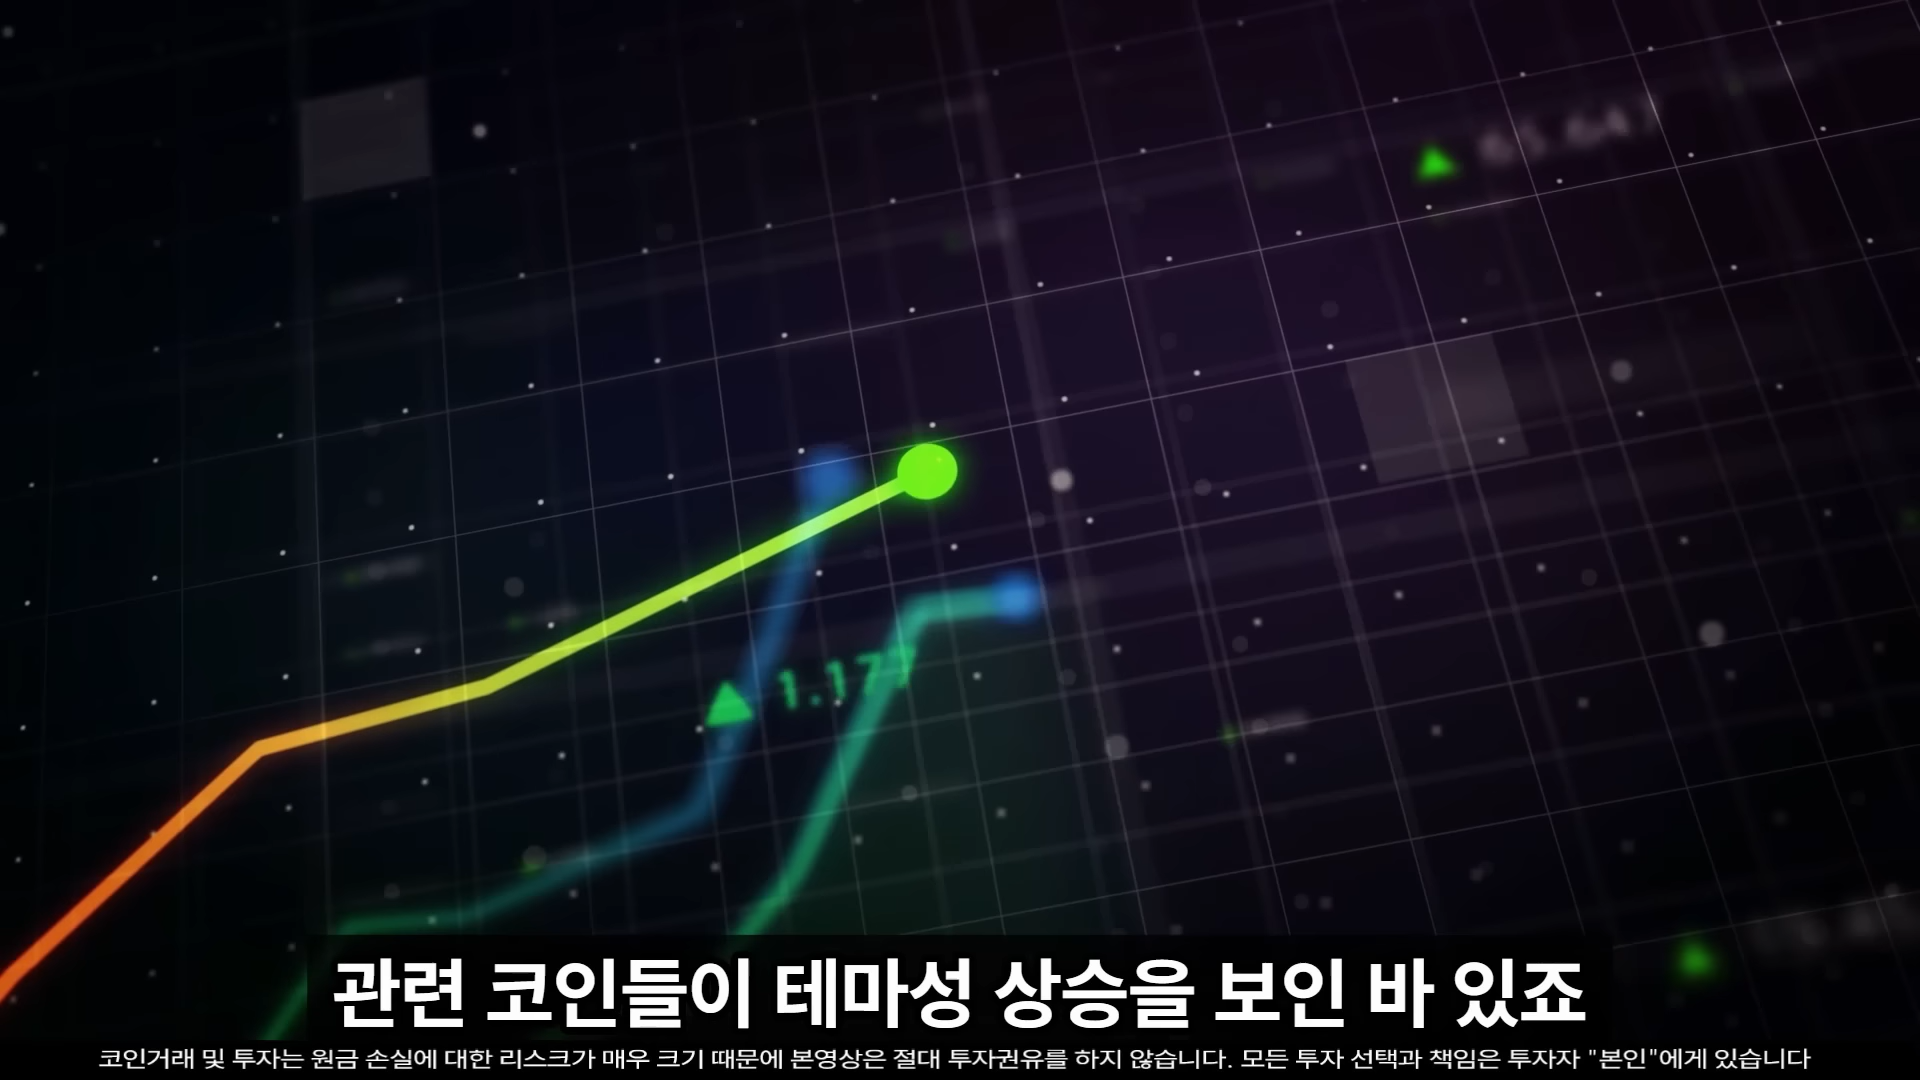 1.177
관련 코인들이 테마성 상승을 보인 바 있죠
코인거래 및 투자는 원금 손실에 대한 리스크가 매우 크기 때문에 본영상은 절대 투자권유를 하지 않습니다. 모든 투자 선택과 책임은 투자자 "본인"에게 있습니다